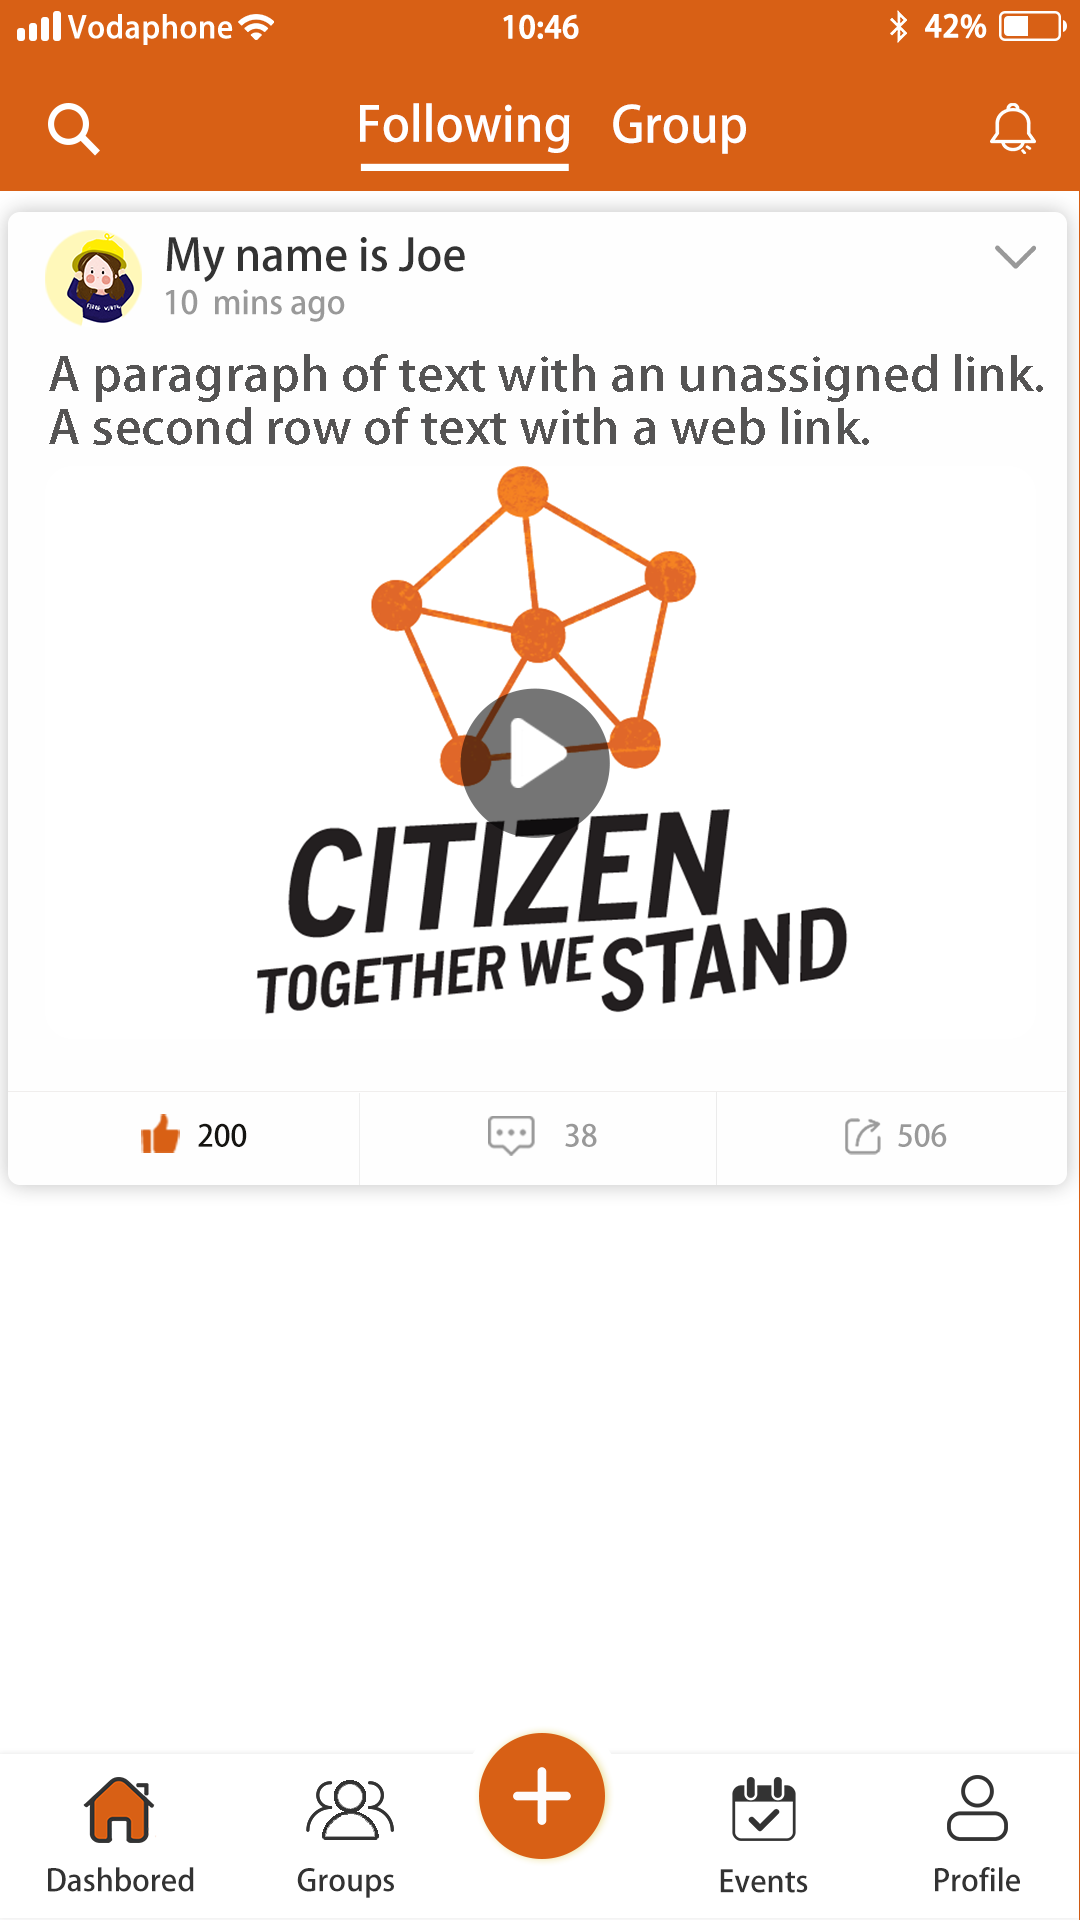 Vodaphone 10:46 42%
Following Group
My name is Joe
10 mins ago
A paragraph of text with an unassigned link.
A second row of text with a web link.
CITIZEN
TOGETHER WE STAND
200 38 506
Dashbored Groups Events Profile